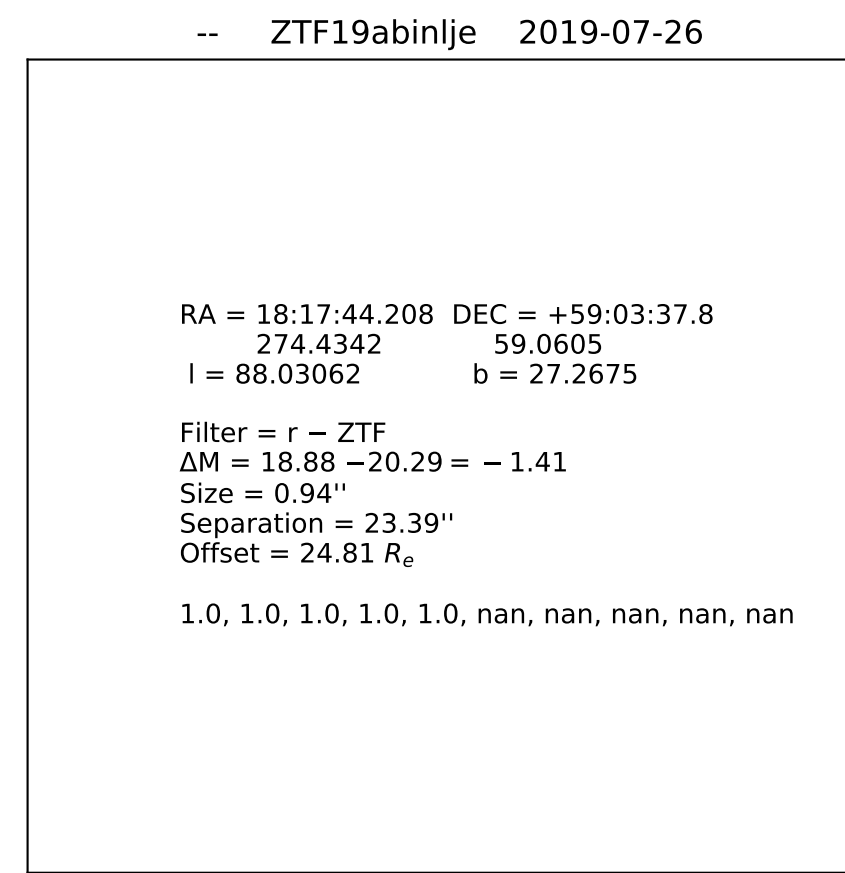 -- ZTF19abinlje 2019-07-26
RA = 18:17:44.208 DEC = +59:03:37.8
274.4342 59.0605
l = 88.03062 b = 27.2675
Filter = r − ZTF
ΔM = 18.88 −20.29 = − 1.41
Size = 0.94''
Separation = 23.39''
Offset = 24.81 Re
1.0, 1.0, 1.0, 1.0, 1.0, nan, nan, nan, nan, nan